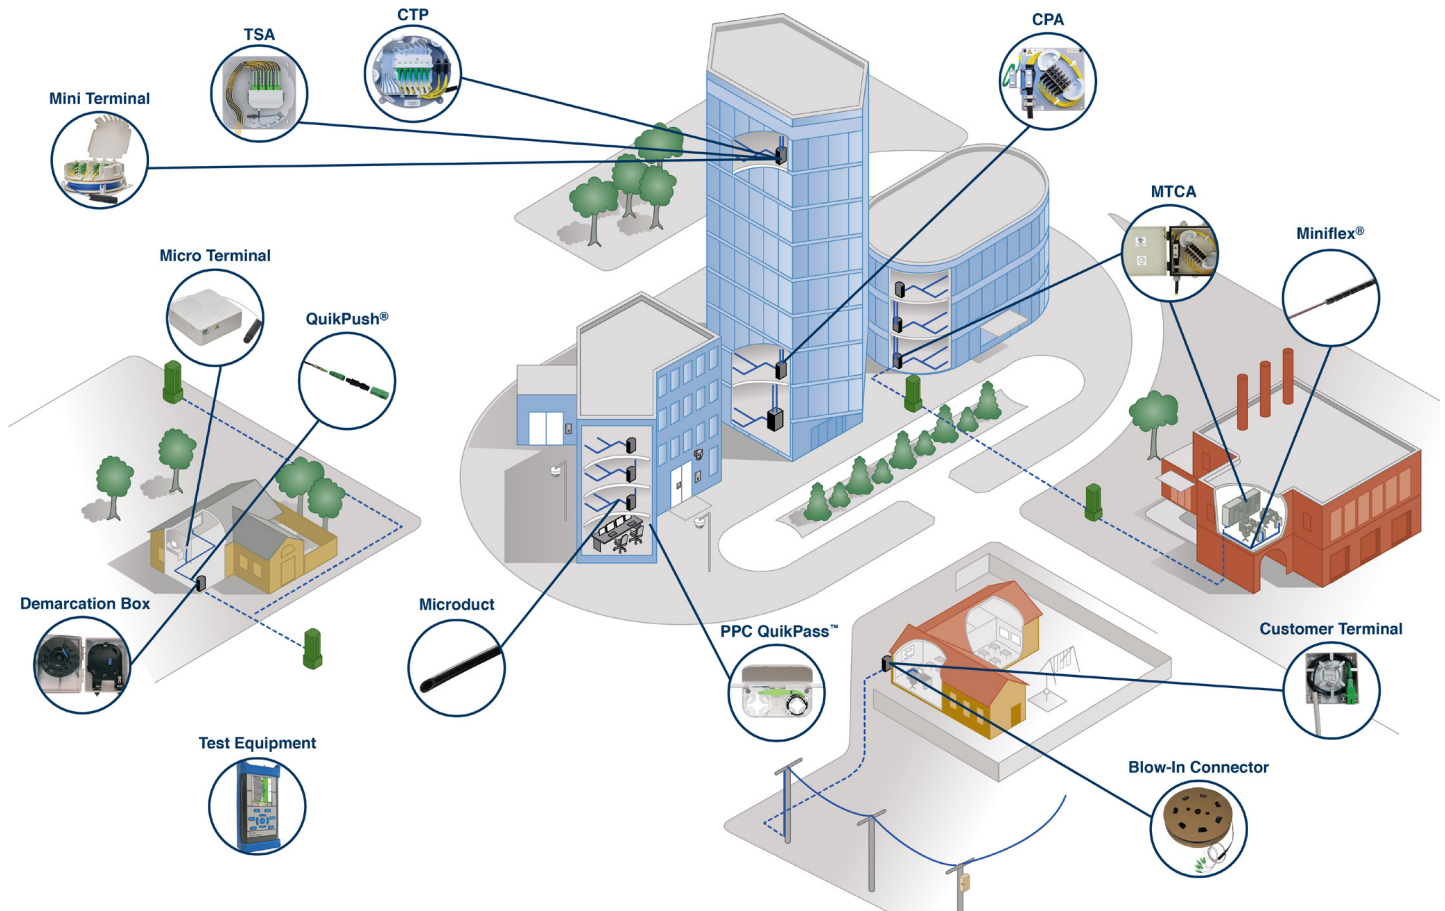 CTP
CPA
TSA
Mini Terminal
MTCA
Miniflex®
Micro Terminal
QuikPush®
Demarcation Box
Microduct
PPC QuikPass™
Customer Terminal
Test Equipment
Blow-In Connector